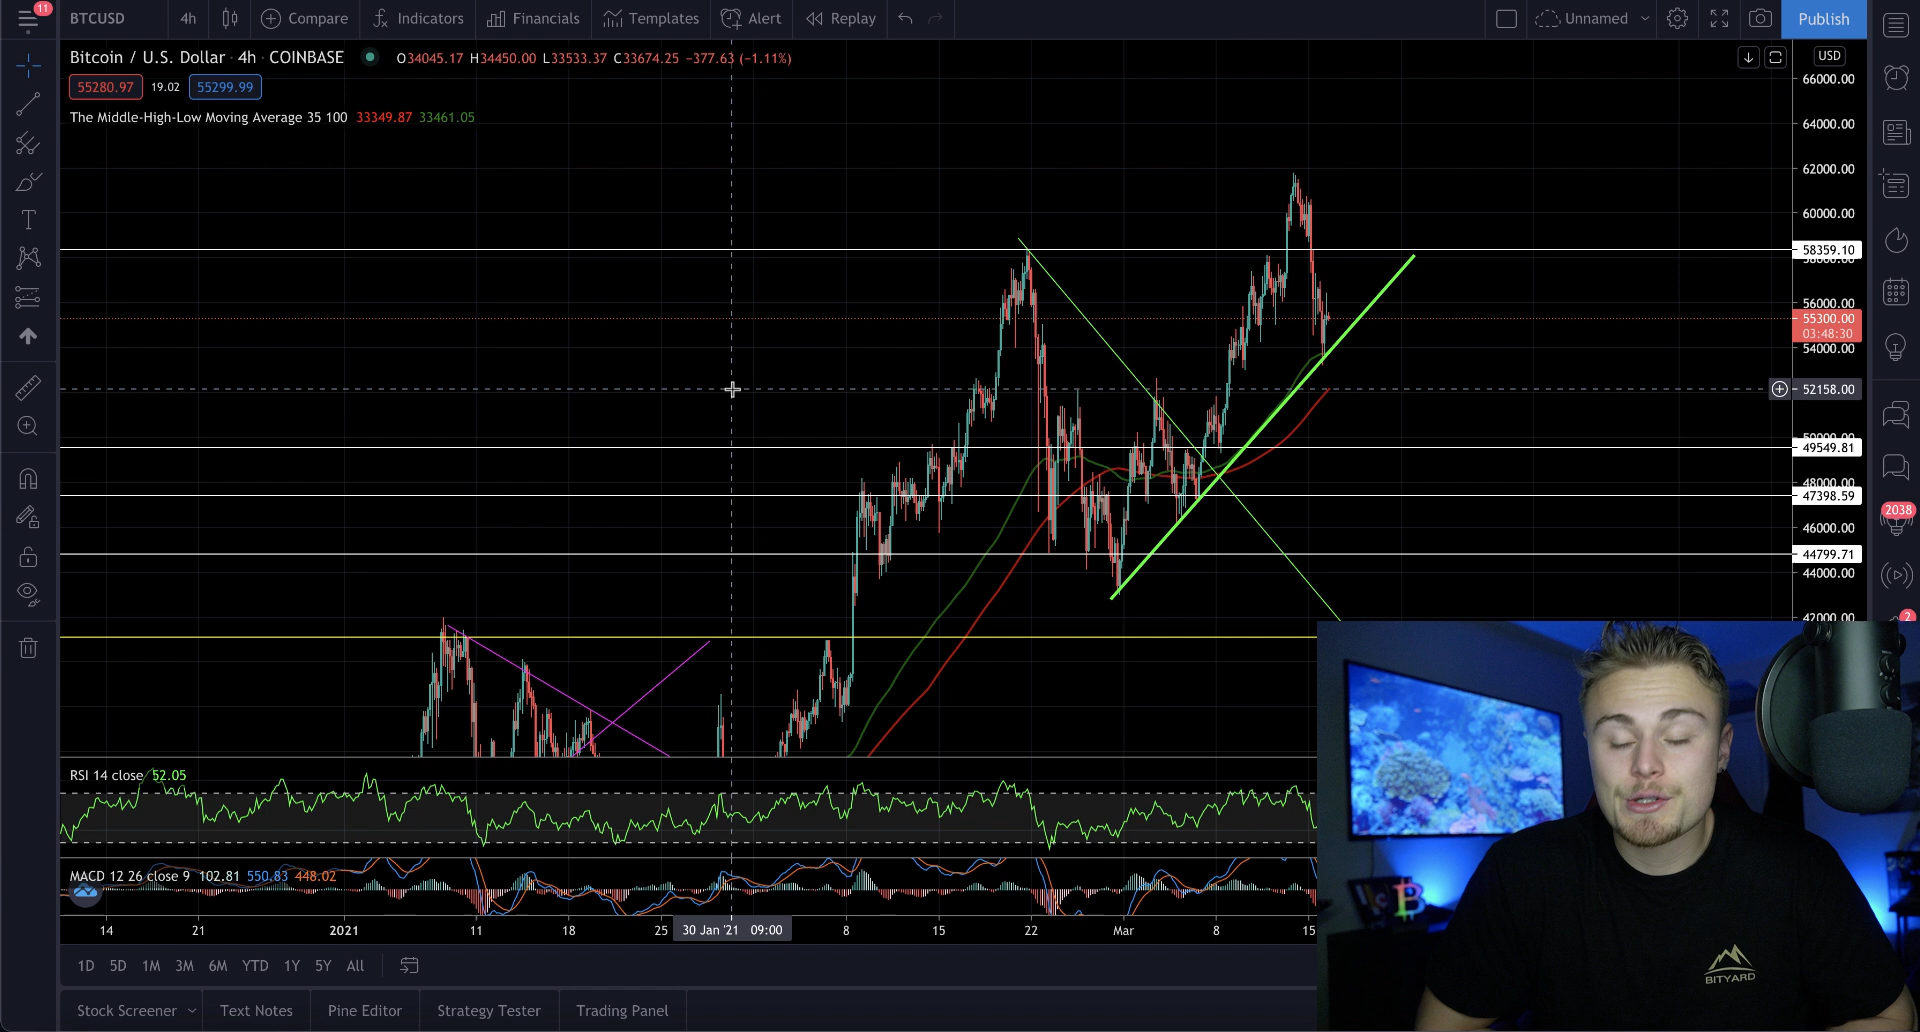 11
BTCUSD 4h Compare Indicators Financials Templates Alert Replay Unnamed Publish
Bitcoin / U.S. Dollar · 4h · COINBASE O34045.17 H34450.00 L33533.37 C33674.25 −377.63 (−1.11%)
USD
55280.97 19.02 55299.99
The Middle-High-Low Moving Average 35 100 33349.87 33461.05
66000.00
64000.00
62000.00
60000.00
58359.10
58000.00
56000.00
55300.00
03:48:30
54000.00
52158.00
50000.00
49549.81
48000.00
47398.59
46000.00
44799.71
44000.00
42000.00
2038
2
RSI 14 close 52.05
MACD 12 26 close 9 102.81 550.83 448.02
14 21 2021 11 18 25 30 Jan '21 09:00 8 15 22 Mar 8 15
1D 5D 1M 3M 6M YTD 1Y 5Y All
Stock Screener Text Notes Pine Editor Strategy Tester Trading Panel
BITYARD